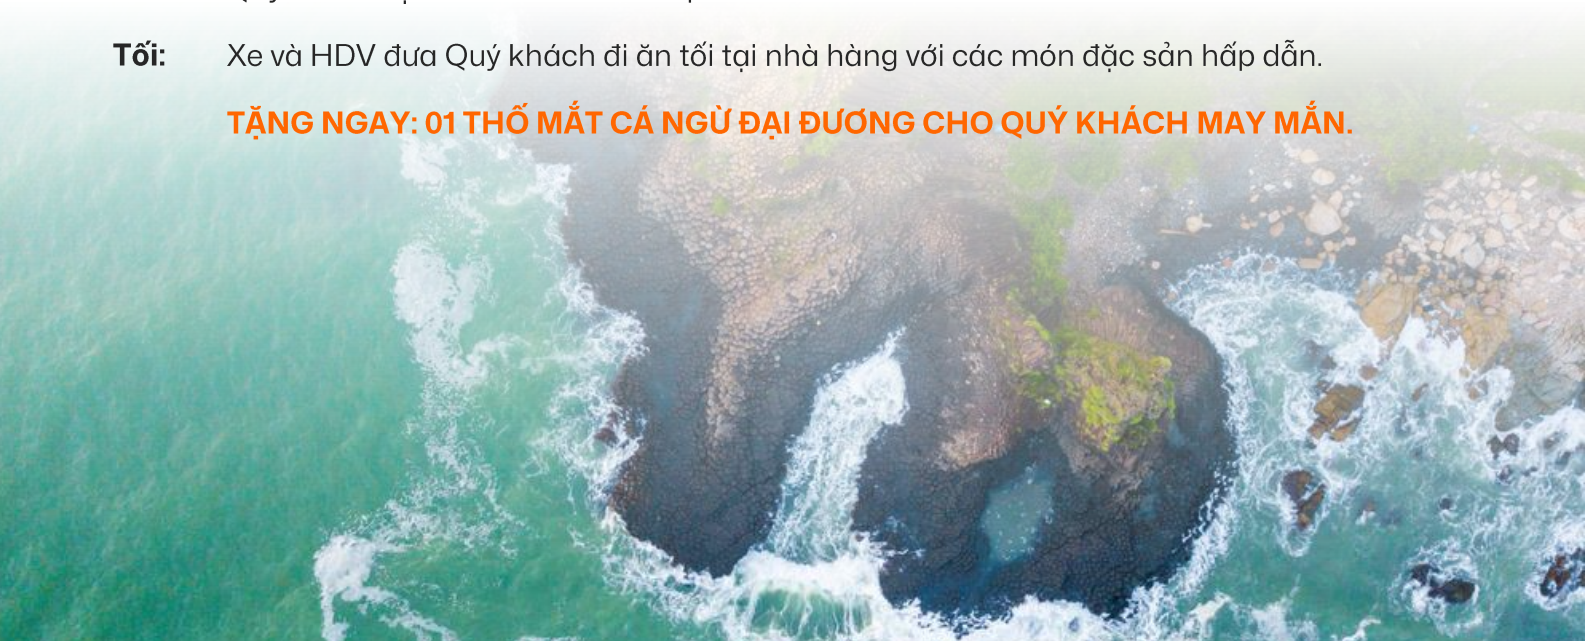 Tối: Xe và HDV đưa Quý khách đi ăn tối tại nhà hàng với các món đặc sản hấp dẫn.
TẶNG NGAY: 01 THỐ MẮT CÁ NGỪ ĐẠI ĐƯƠNG CHO QUÝ KHÁCH MAY MẮN.